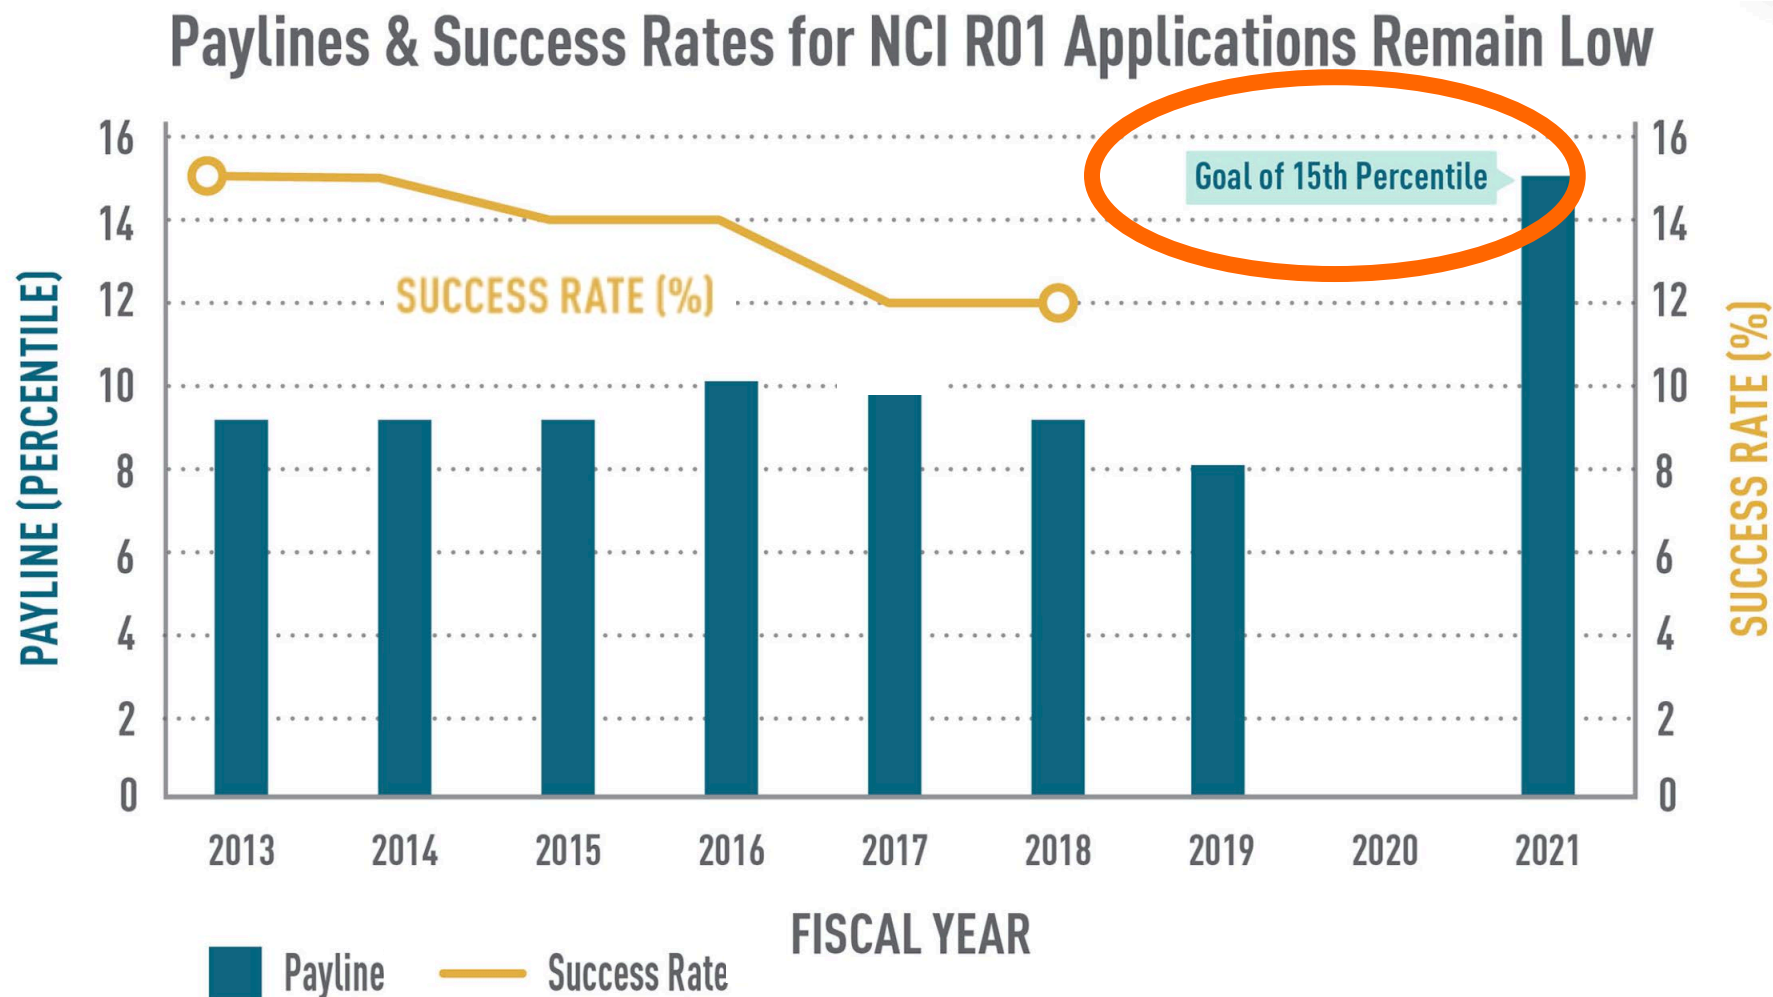 Paylines & Success Rates for NCI R01 Applications Remain Low
PAYLINE (PERCENTILE)
16
14
12
10
8
6
4
2
0
SUCCESS RATE (%)
Goal of 15th Percentile
16
14
12
10
8
6
4
2
0
SUCCESS RATE (%)
2013 2014 2015 2016 2017 2018 2019 2020 2021
FISCAL YEAR
Payline Success Rate